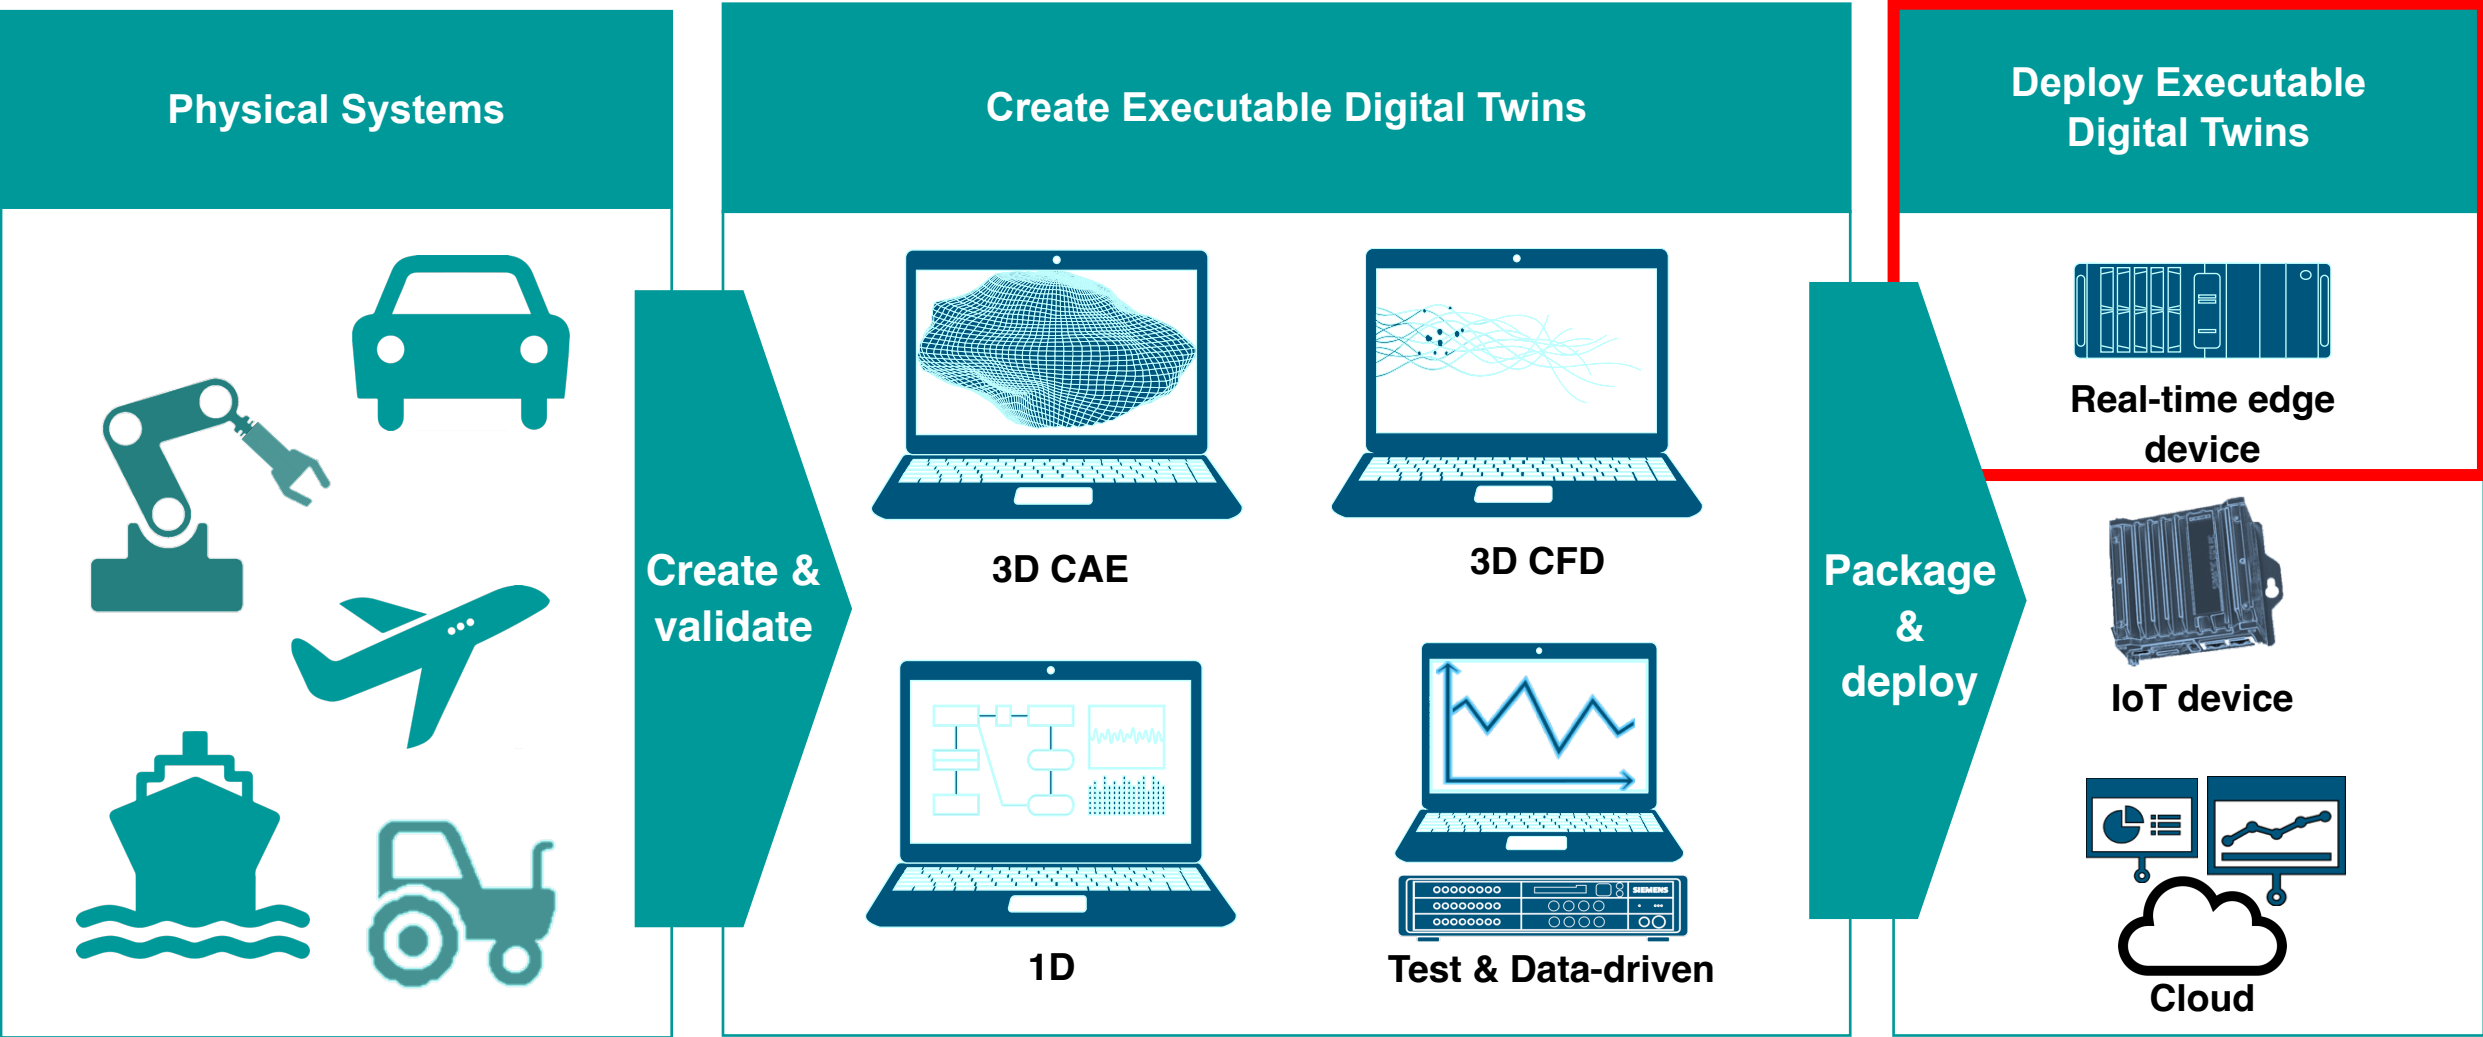 Physical Systems
Create Executable Digital Twins
Deploy Executable
Digital Twins
Create &
validate
3D CAE
3D CFD
1D
SIEMENS
Test & Data-driven
Package
&
deploy
Real-time edge
device
IoT device
Cloud